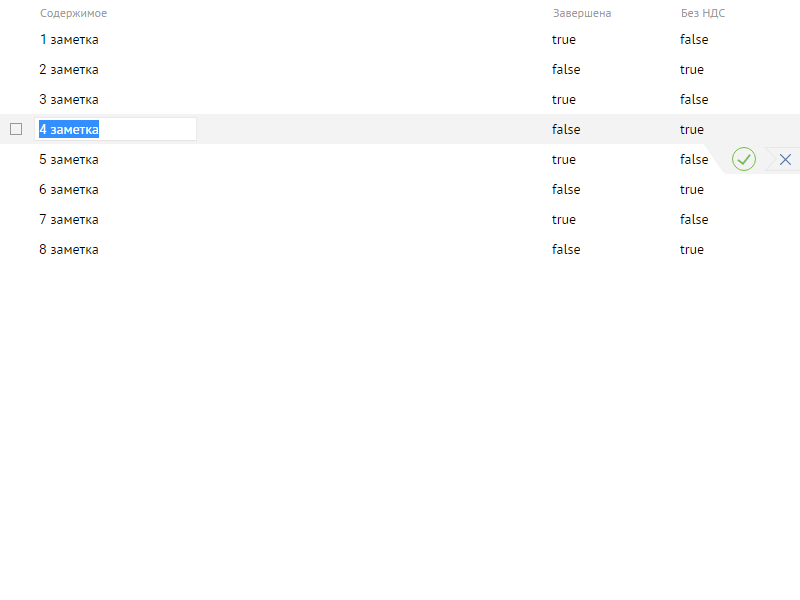 Содержимое Завершена Без НДС
1 заметка true false
2 заметка false true
3 заметка true false
4 заметка false true
5 заметка true false
6 заметка false true
7 заметка true false
8 заметка false true